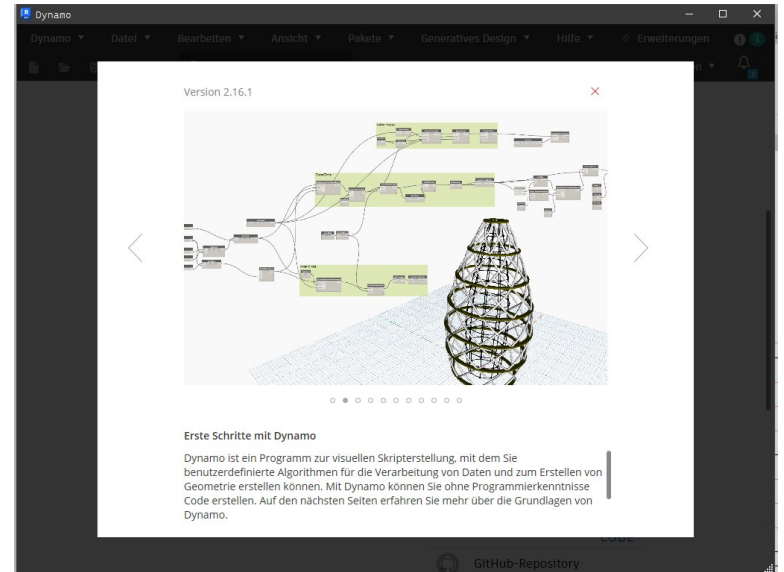 Dynamo
Dynamo Datei Bearbeiten Ansicht Pakete Generatives Design Hilfe Erweiterungen 1
Version 2.16.1
Erste Schritte mit Dynamo
Dynamo ist ein Programm zur visuellen Skripterstellung, mit dem Sie
benutzerdefinierte Algorithmen für die Verarbeitung von Daten und zum Erstellen von
Geometrie erstellen können. Mit Dynamo können Sie ohne Programmierkenntnisse
Code erstellen. Auf den nächsten Seiten erfahren Sie mehr über die Grundlagen von
Dynamo.
GitHub-Repository